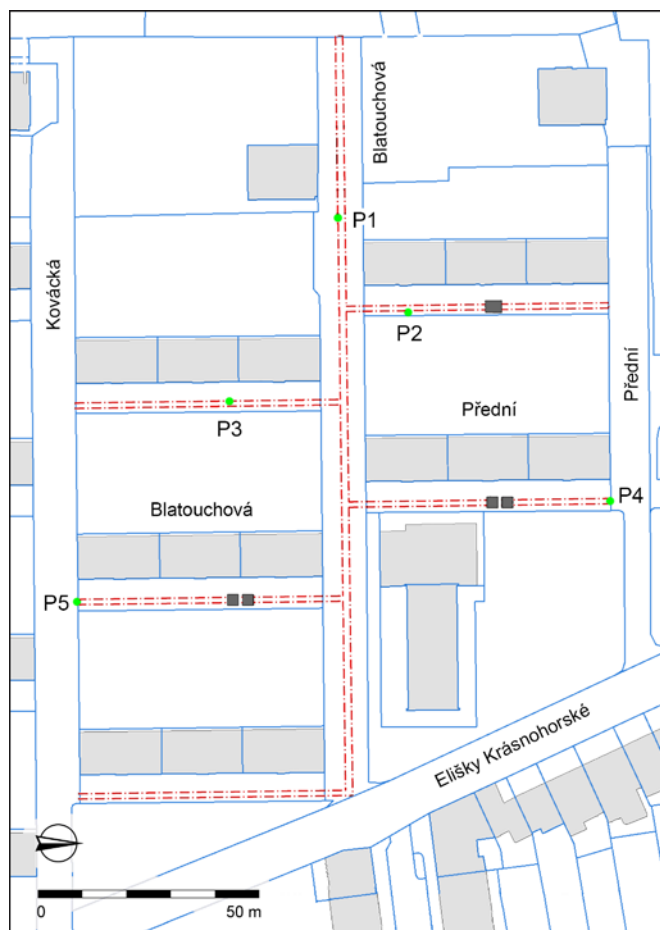 Blatouchová
P1
Kovácká
P2
Přední
P3
Přední
P4
Blatouchová
P5
Elišky Krásnohorské
0
50 m